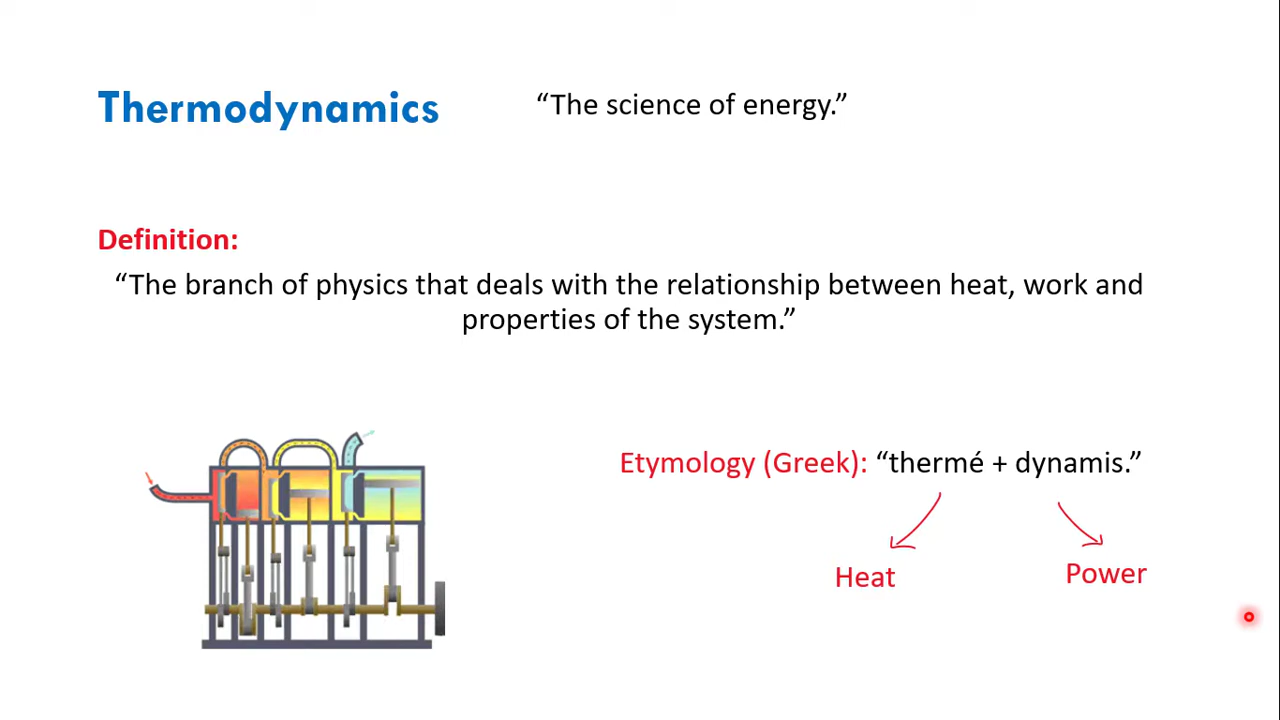 Thermodynamics “The science of energy.”
Definition:
“The branch of physics that deals with the relationship between heat, work and
properties of the system.”
Etymology (Greek): “thermé + dynamis.”
Heat Power